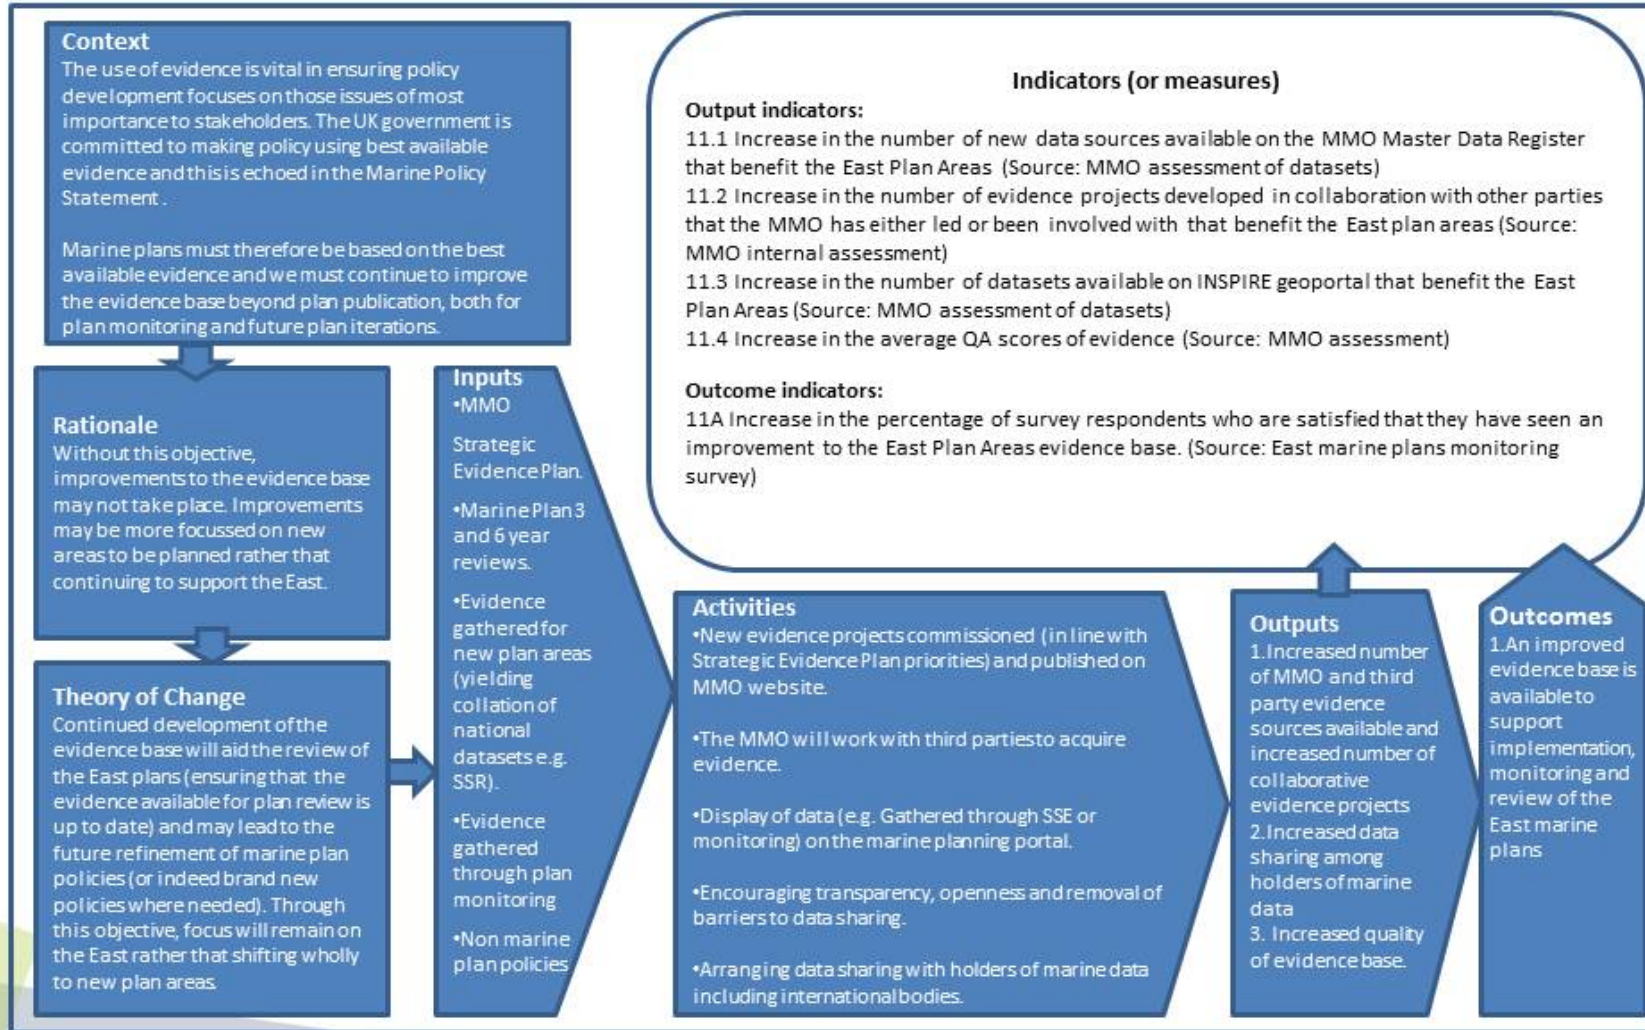 Context
The use of evidence is vital in ensuring policy
development focuses on those issues of most
importance to stakeholders. The UK government is
committed to making policy using best available
evidence and this is echoed in the Marine Policy
Statement .
Marine plans must therefore be based on the best
available evidence and we must continue to improve
the evidence base beyond plan publication, both for
plan monitoring and future plan iterations.
Rationale
Without this objective,
improvements to the evidence base
may not take place. Improvements
may be more focussed on new
areas to be planned rather that
continuing to support the East.
Theory of Change
Continued development of the
evidence base will aid the review of
the East plans (ensuring that the
evidence available for plan review is
up to date) and may lead to the
future refinement of marine plan
policies (or indeed brand new
policies where needed). Through
this objective, focus will remain on
the East rather that shifting wholly
to new plan areas.
Inputs
•MMO
Strategic
Evidence Plan.
•Marine Plan 3
and 6 year
reviews.
•Evidence
gathered for
new plan areas
(yielding
collation of
national
datasets e.g.
SSR).
•Evidence
gathered
through plan
monitoring
•Non marine
plan policies
Activities
•New evidence projects commissioned (in line with
Strategic Evidence Plan priorities) and published on
MMO website.
•The MMO will work with third parties to acquire
evidence.
•Display of data (e.g. Gathered through SSE or
monitoring) on the marine planning portal.
•Encouraging transparency, openness and removal of
barriers to data sharing.
•Arranging data sharing with holders of marine data
including international bodies.
Outputs
1.Increased number
of MMO and third
party evidence
sources available and
increased number of
collaborative
evidence projects
2.Increased data
sharing among
holders of marine
data
3. Increased quality
of evidence base.
Outcomes
1.An improved
evidence base is
available to
support
implementation,
monitoring and
review of the
East marine
plans
Indicators (or measures)
Output indicators:
11.1 Increase in the number of new data sources available on the MMO Master Data Register
that benefit the East Plan Areas (Source: MMO assessment of datasets)
11.2 Increase in the number of evidence projects developed in collaboration with other parties
that the MMO has either led or been involved with that benefit the East plan areas (Source:
MMO internal assessment)
11.3 Increase in the number of datasets available on INSPIRE geoportal that benefit the East
Plan Areas (Source: MMO assessment of datasets)
11.4 Increase in the average QA scores of evidence (Source: MMO assessment)
Outcome indicators:
11A Increase in the percentage of survey respondents who are satisfied that they have seen an
improvement to the East Plan Areas evidence base. (Source: East marine plans monitoring
survey)